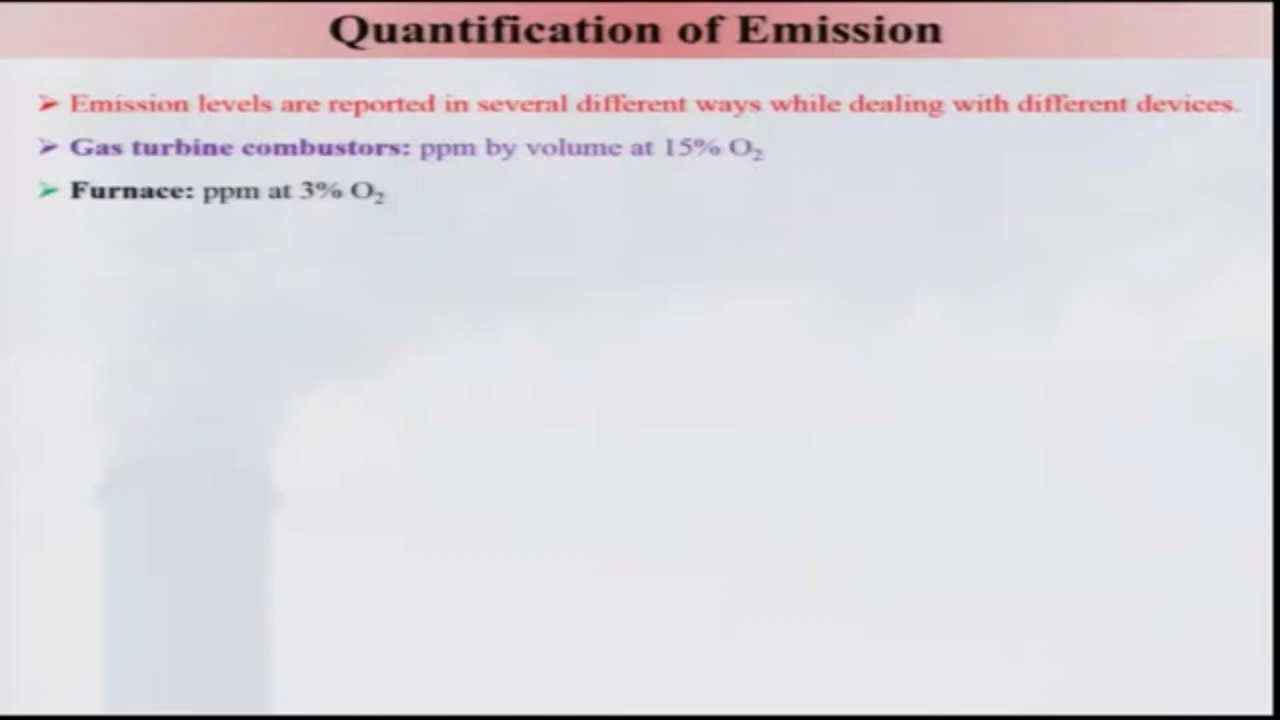 Quantification of Emission
➢ Emission levels are reported in several different ways while dealing with different devices.
➢ Gas turbine combustors: ppm by volume at 15% O₂
➢ Furnace: ppm at 3% O₂